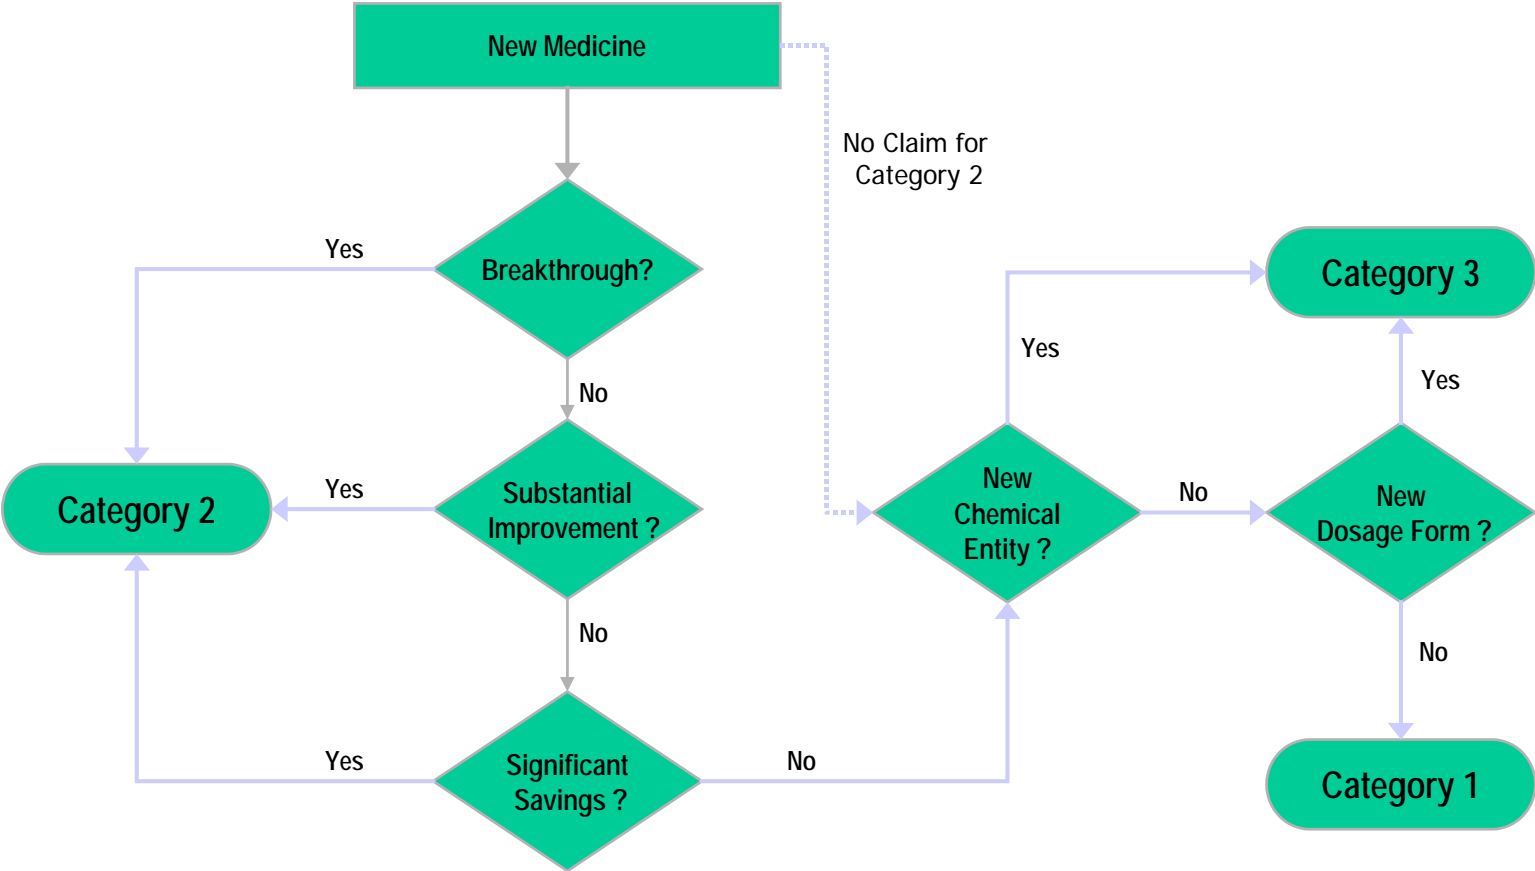 New Medicine
No Claim for
Category 2
Yes
Breakthrough?
Category 3
Yes
Yes
No
Category 2
Yes
Substantial
Improvement ?
New
Chemical
Entity ?
No
New
Dosage Form ?
No
No
Yes
Significant
Savings ?
No
Category 1